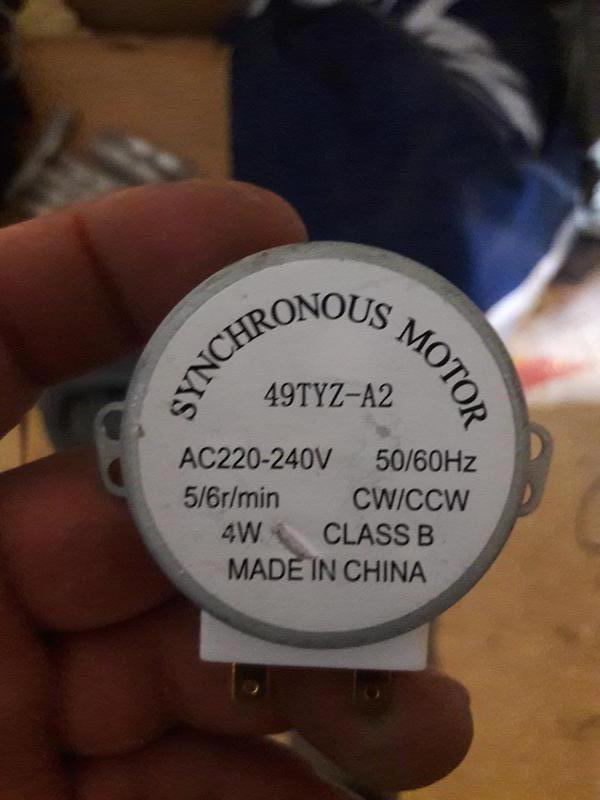 SYNCHRONOUS MOTOR
49TYZ-A2
AC220-240V 50/60Hz
5/6r/min CW/CCW
4W CLASS B
MADE IN CHINA